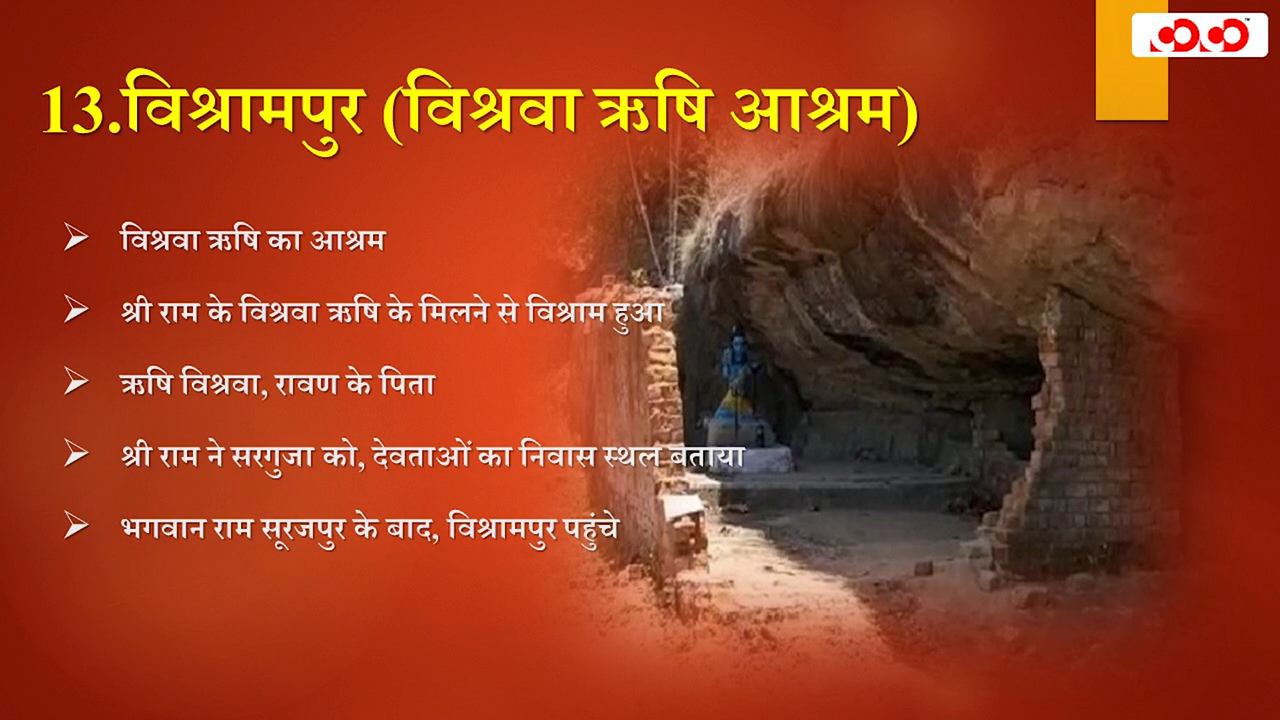 13.विश्रामपुर (विश्रवा ऋषि आश्रम)
विश्रवा ऋषि का आश्रम
श्री राम के विश्रवा ऋषि के मिलने से विश्राम हुआ
ऋषि विश्रवा, रावण के पिता
श्री राम ने सरगुजा को, देवताओं का निवास स्थल बताया
भगवान राम सूरजपुर के बाद, विश्रामपुर पहुंचे